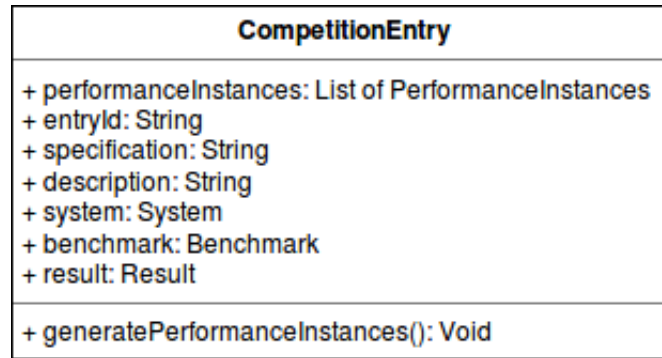 CompetitionEntry
+ performanceInstances: List of PerformanceInstances
+ entryId: String
+ specification: String
+ description: String
+ system: System
+ benchmark: Benchmark
+ result: Result
+ generatePerformanceInstances(): Void